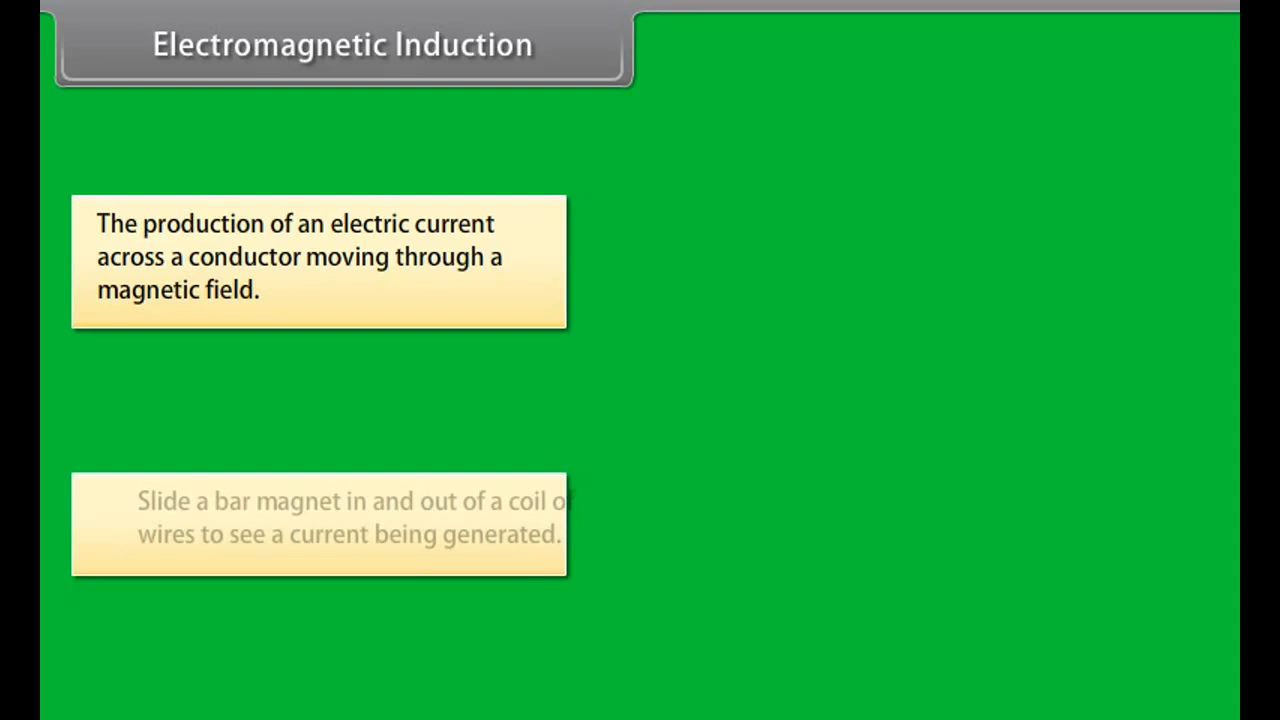 Electromagnetic Induction
The production of an electric current
across a conductor moving through a
magnetic field.
Slide a bar magnet in and out of a coil of
wires to see a current being generated.